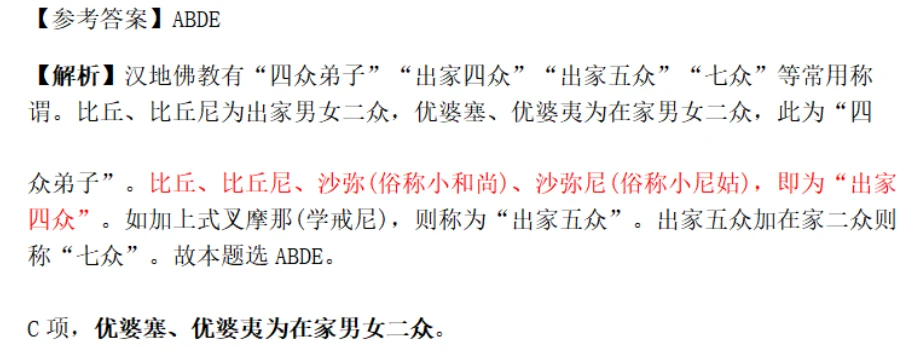 【参考答案】ABDE
【解析】汉地佛教有“四众弟子”“出家四众”“出家五众”“七众”等常用称
谓。比丘、比丘尼为出家男女二众，优婆塞、优婆夷为在家男女二众，此为“四
众弟子”。比丘、比丘尼、沙弥(俗称小和尚)、沙弥尼(俗称小尼姑)，即为“出家
四众”。如加上式叉摩那(学戒尼)，则称为“出家五众”。出家五众加在家二众则
称“七众”。故本题选 ABDE。
C 项，优婆塞、优婆夷为在家男女二众。